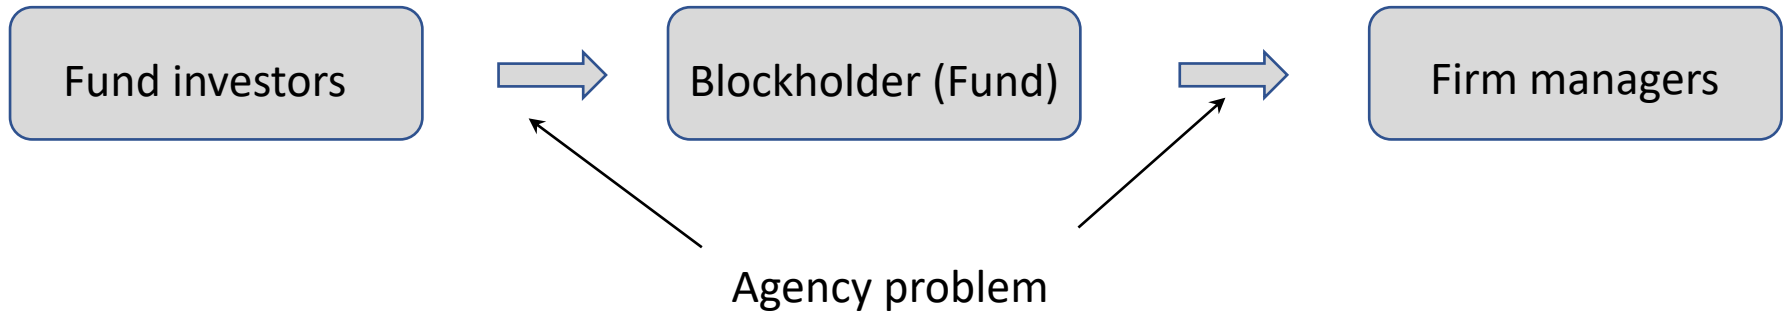 Fund investors
Blockholder (Fund)
Firm managers
Agency problem